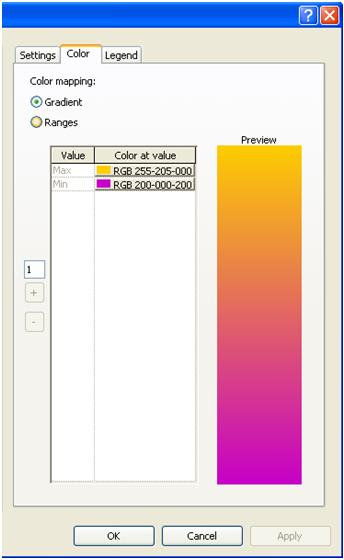 ?
Settings Color Legend
Color mapping:
Gradient
Ranges
Preview
Value Color at value
Max RGB 255-205-000
Min RGB 200-000-200
1
+
-
OK Cancel Apply